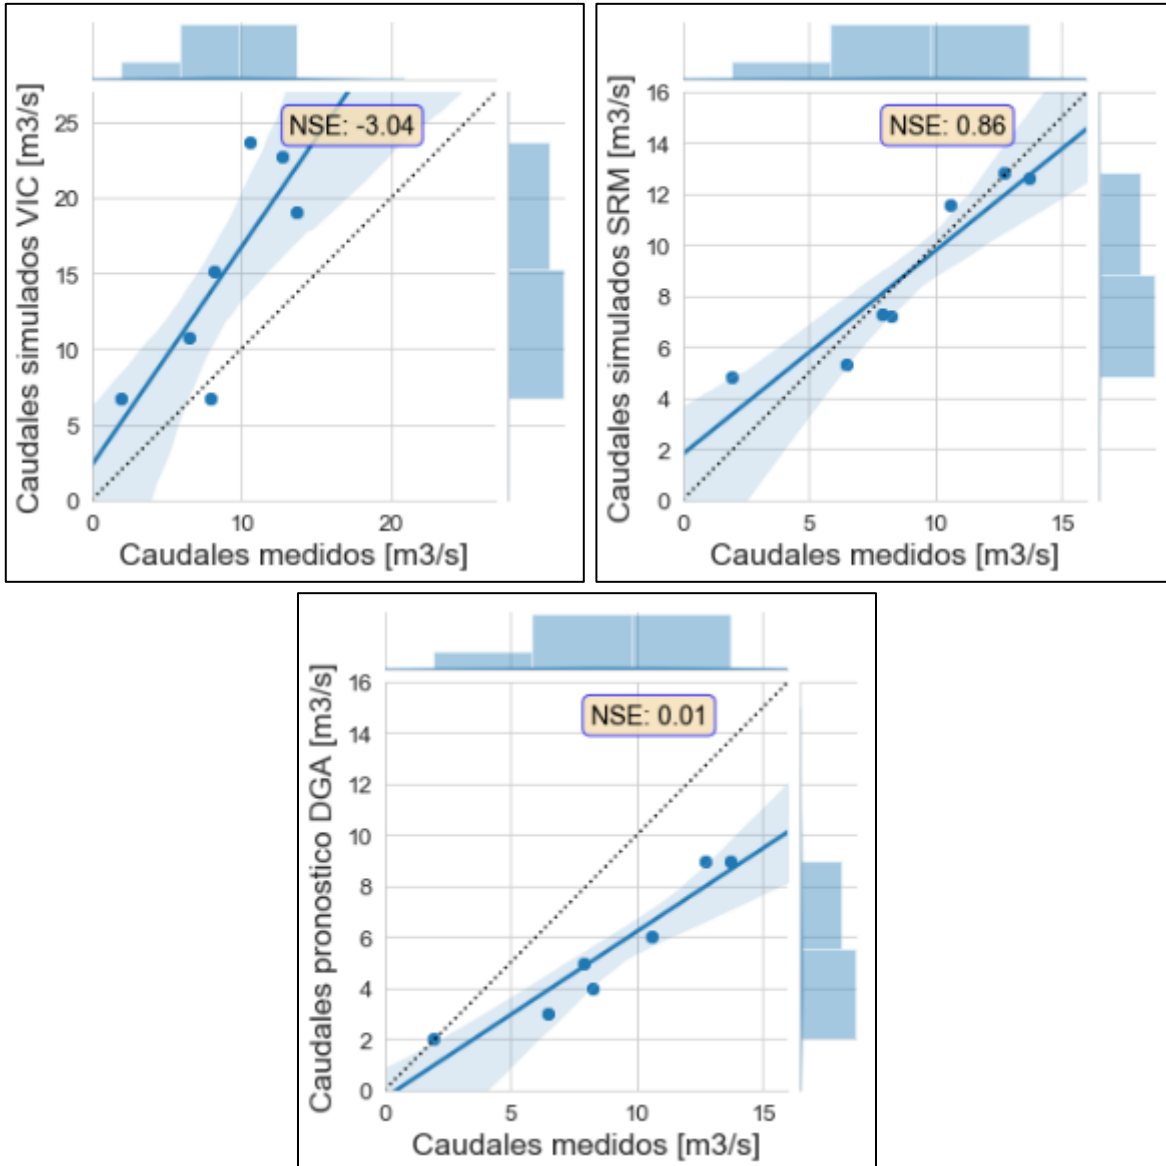 Caudales simulados VIC [m3/s]
25
20
15
10
5
0
NSE: -3.04
0 10 20
Caudales medidos [m3/s]
Caudales simulados SRM [m3/s]
16
14
12
10
8
6
4
2
0
NSE: 0.86
0 5 10 15
Caudales medidos [m3/s]
Caudales pronostico DGA [m3/s]
16
14
12
10
8
6
4
2
0
NSE: 0.01
0 5 10 15
Caudales medidos [m3/s]